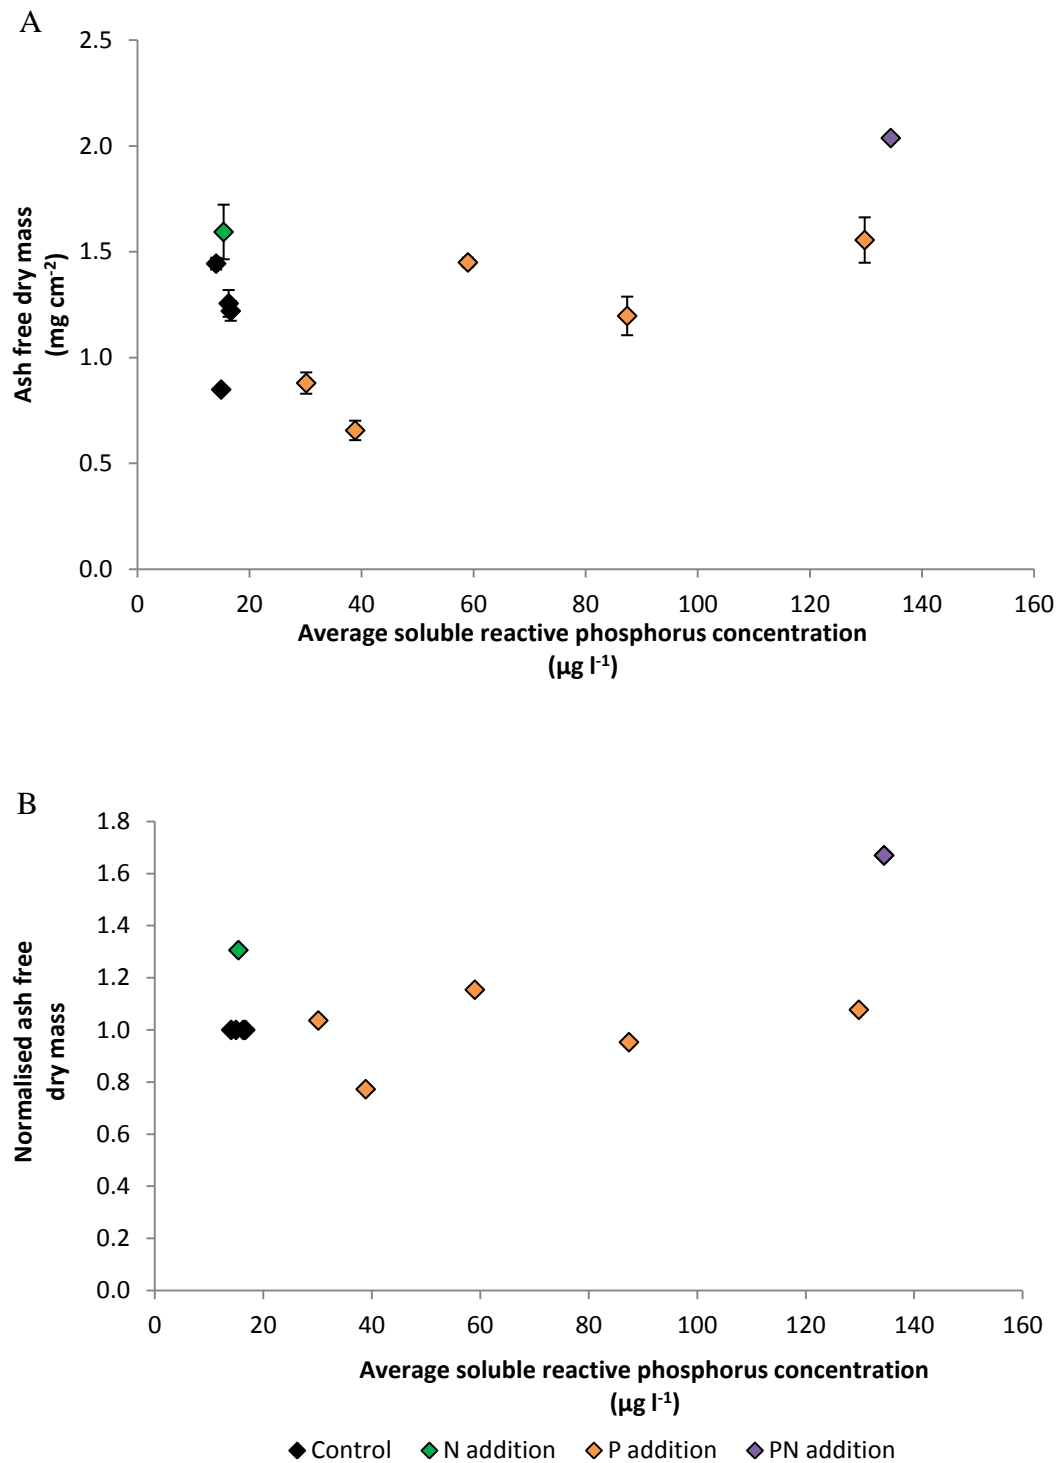 A
2.5
2.0
1.5
1.0
0.5
0.0
Ash free dry mass
(mg cm⁻²)
0 20 40 60 80 100 120 140 160
Average soluble reactive phosphorus concentration
(µg l⁻¹)
B
1.8
1.6
1.4
1.2
1.0
0.8
0.6
0.4
0.2
0.0
Normalised ash free
dry mass
0 20 40 60 80 100 120 140 160
Average soluble reactive phosphorus concentration
(µg l⁻¹)
Control N addition P addition PN addition